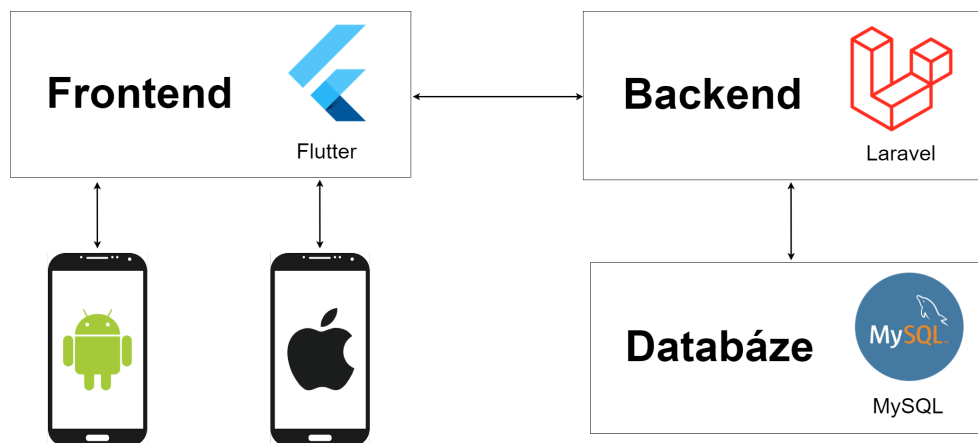 Frontend
Flutter
Backend
Laravel
Databáze
MySQL
MySQL